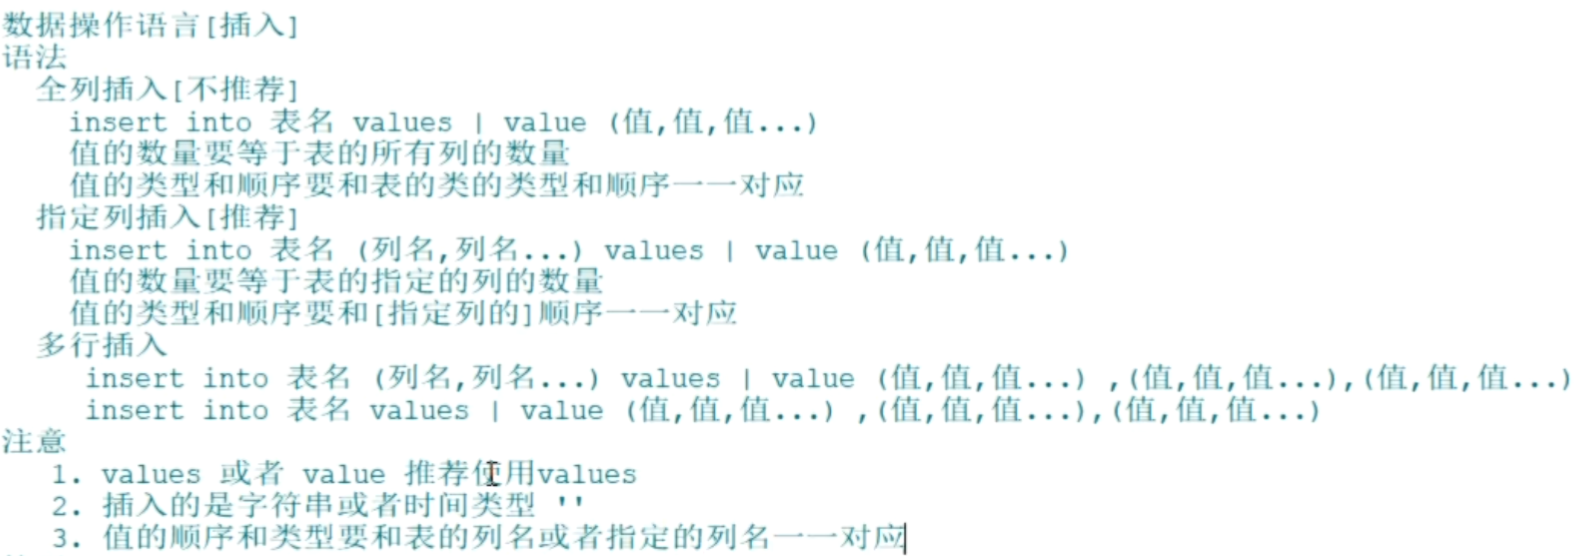 数据操作语言[插入]
语法
全列插入[不推荐]
insert into 表名 values | value (值,值,值...)
值的数量要等于表的所有列的数量
值的类型和顺序要和表的类的类型和顺序一一对应
指定列插入[推荐]
insert into 表名 (列名,列名...) values | value (值,值,值...)
值的数量要等于表的指定的列的数量
值的类型和顺序要和[指定列的]顺序一一对应
多行插入
insert into 表名 (列名,列名...) values | value (值,值,值...) ,(值,值,值...),(值,值,值...)
insert into 表名 values | value (值,值,值...) ,(值,值,值...),(值,值,值...)
注意
1. values 或者 value 推荐使用values
2. 插入的是字符串或者时间类型 ''
3. 值的顺序和类型要和表的列名或者指定的列名一一对应